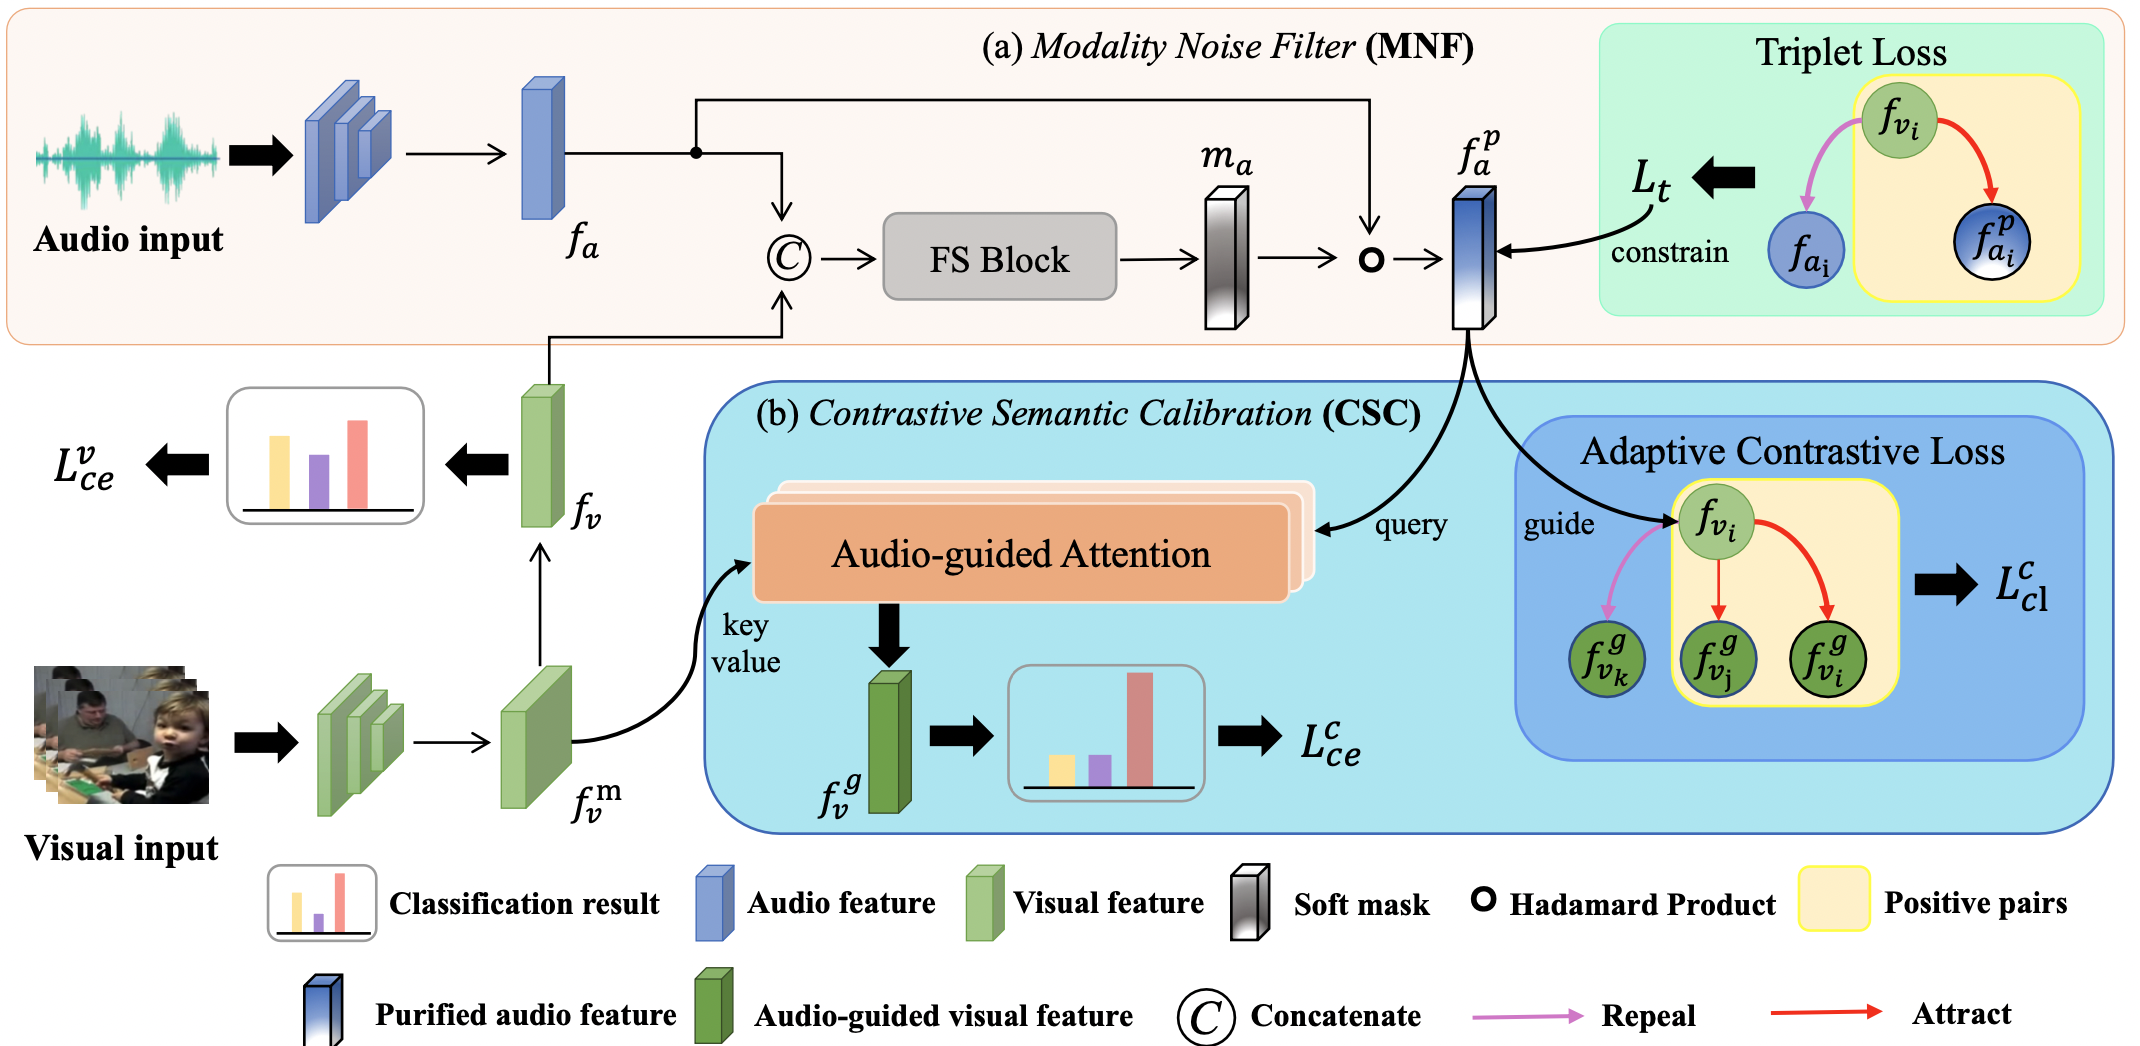 (a) Modality Noise Filter (MNF)
Triplet Loss
Audio input
f_a
C
FS Block
m_a
f_a^p
L_t
constrain
f_{v_i}
f_{a_i}
f_{a_i}^p
L_{ce}^v
f_v
(b) Contrastive Semantic Calibration (CSC)
Audio-guided Attention
query
guide
key
value
Adaptive Contrastive Loss
f_{v_i}
f_{v_k}^g
f_{v_j}^g
f_{v_i}^g
L_{cl}^c
Visual input
f_v^m
f_v^g
L_{ce}^c
Classification result
Audio feature
Visual feature
Soft mask
Hadamard Product
Positive pairs
Purified audio feature
Audio-guided visual feature
C
Concatenate
Repeal
Attract